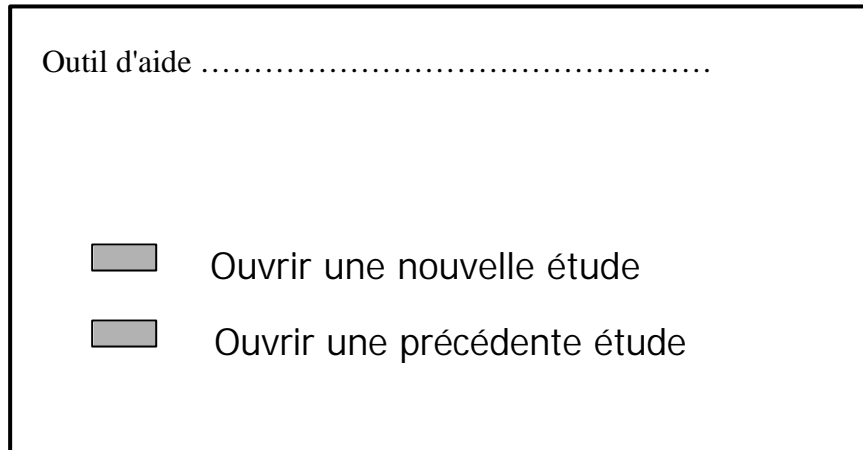 Outil d'aide ……………………………………………
Ouvrir une nouvelle étude
Ouvrir une précédente étude